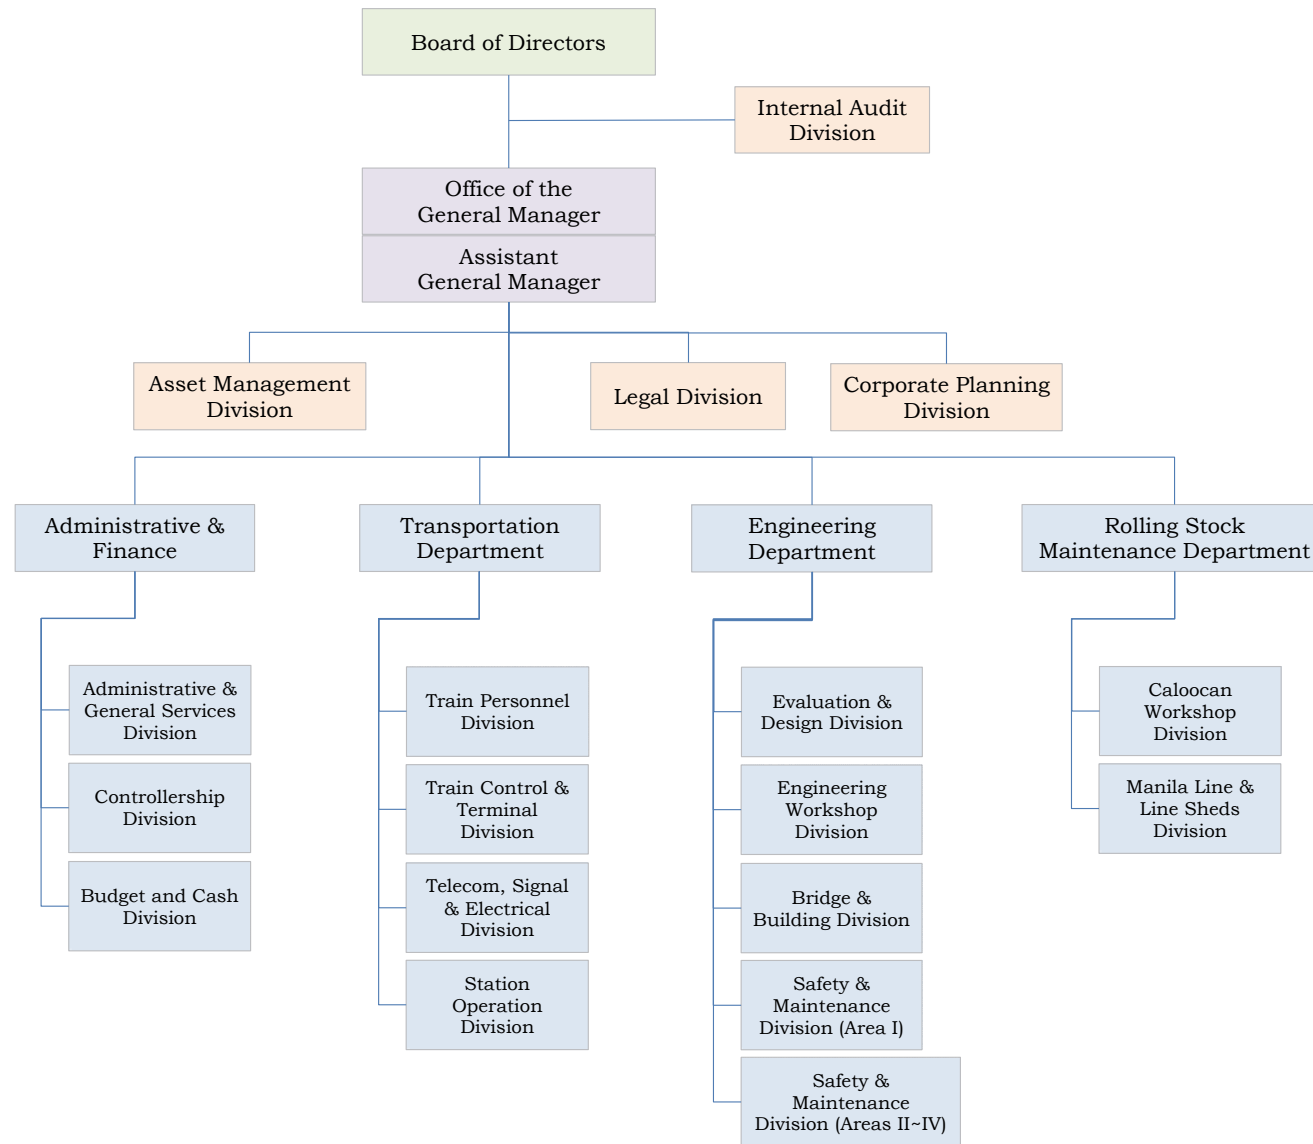 Board of Directors
Internal Audit
Division
Office of the
General Manager
Assistant
General Manager
Asset Management
Division
Legal Division
Corporate Planning
Division
Administrative &
Finance
Transportation
Department
Engineering
Department
Rolling Stock
Maintenance Department
Administrative &
General Services
Division
Controllership
Division
Budget and Cash
Division
Train Personnel
Division
Train Control &
Terminal
Division
Telecom, Signal
& Electrical
Division
Station
Operation
Division
Evaluation &
Design Division
Engineering
Workshop
Division
Bridge &
Building Division
Safety &
Maintenance
Division (Area I)
Safety &
Maintenance
Division (Areas II~IV)
Caloocan
Workshop
Division
Manila Line &
Line Sheds
Division